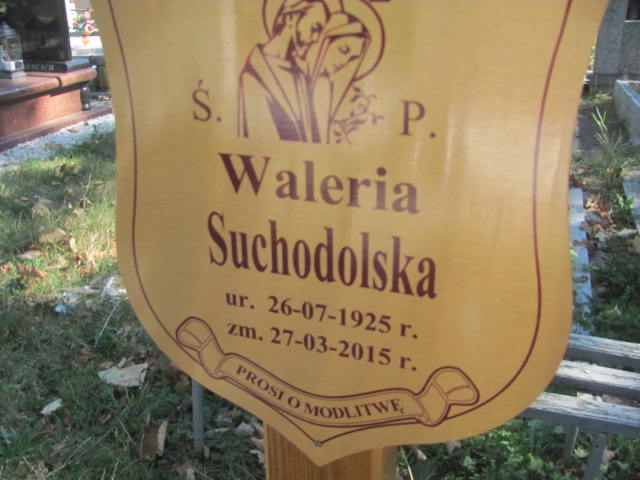 Ś. P.
Waleria
Suchodolska
ur. 26-07-1925 r.
zm. 27-03-2015 r.
PROSI O MODLITWĘ